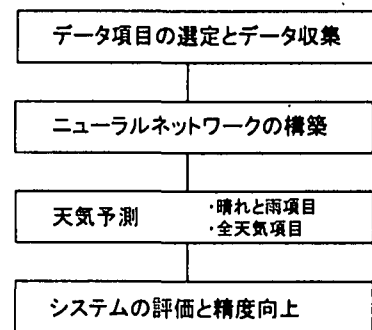 データ項目の選定とデータ収集
ニューラルネットワークの構築
天気予測
・晴れと雨項目
・全天気項目
システムの評価と精度向上